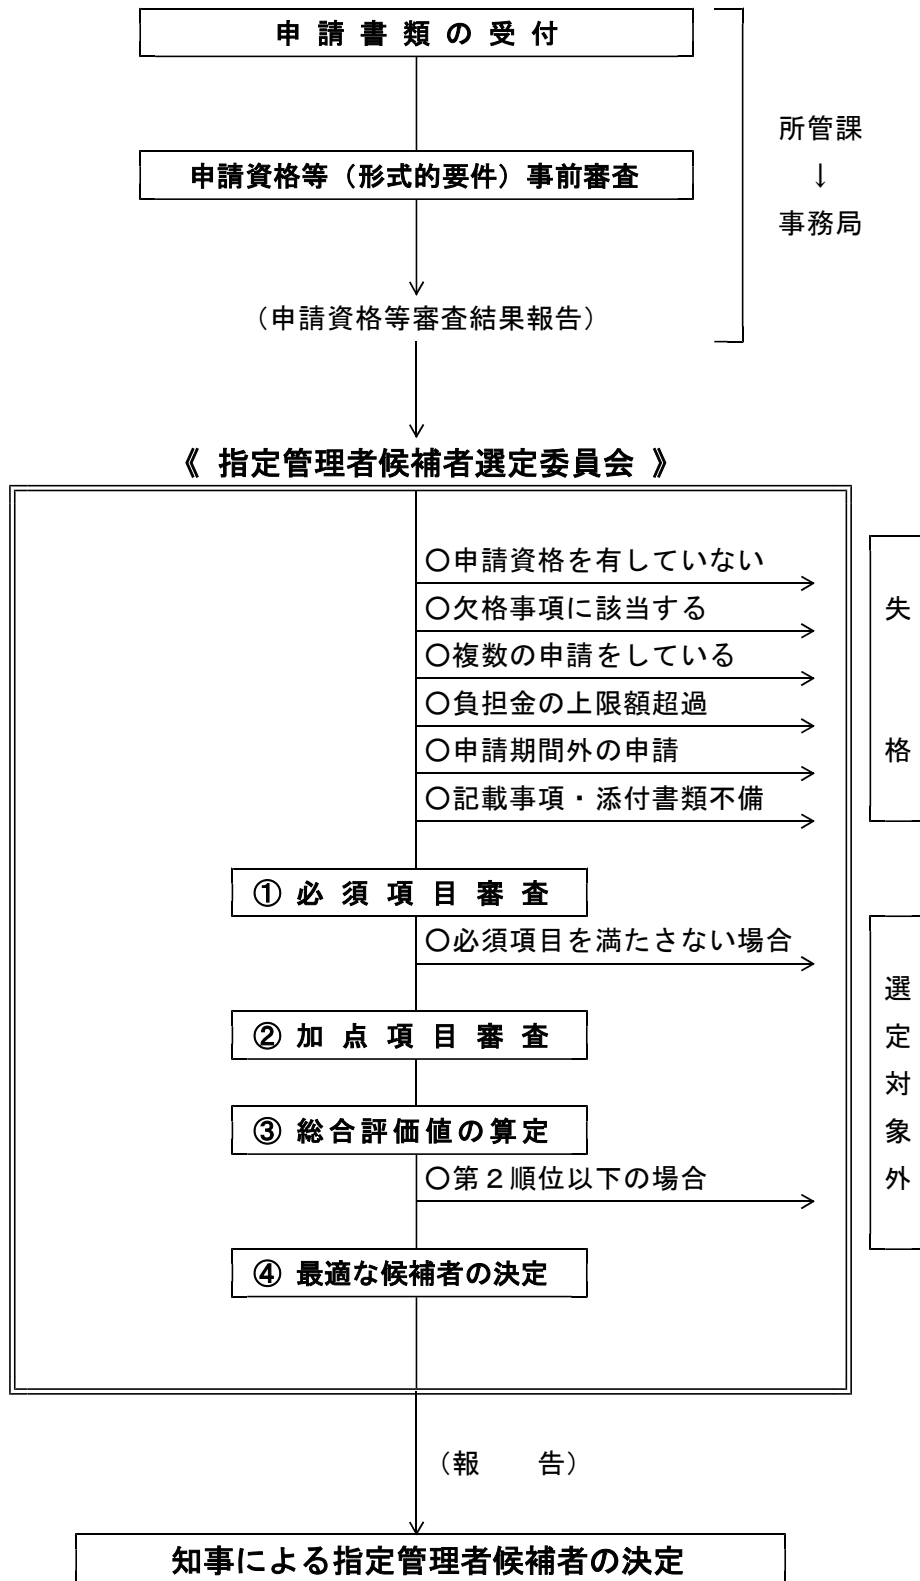 申請書類の受付
所管課
↓
事務局
申請資格等（形式的要件）事前審査
（申請資格等審査結果報告）
《 指定管理者候補者選定委員会 》
〇申請資格を有していない
〇欠格事項に該当する
〇複数の申請をしている
〇負担金の上限額超過
〇申請期間外の申請
〇記載事項・添付書類不備
失格
① 必須項目審査
〇必須項目を満たさない場合
② 加点項目審査
③ 総合評価値の算定
〇第２順位以下の場合
選定対象外
④ 最適な候補者の決定
（報　　告）
知事による指定管理者候補者の決定